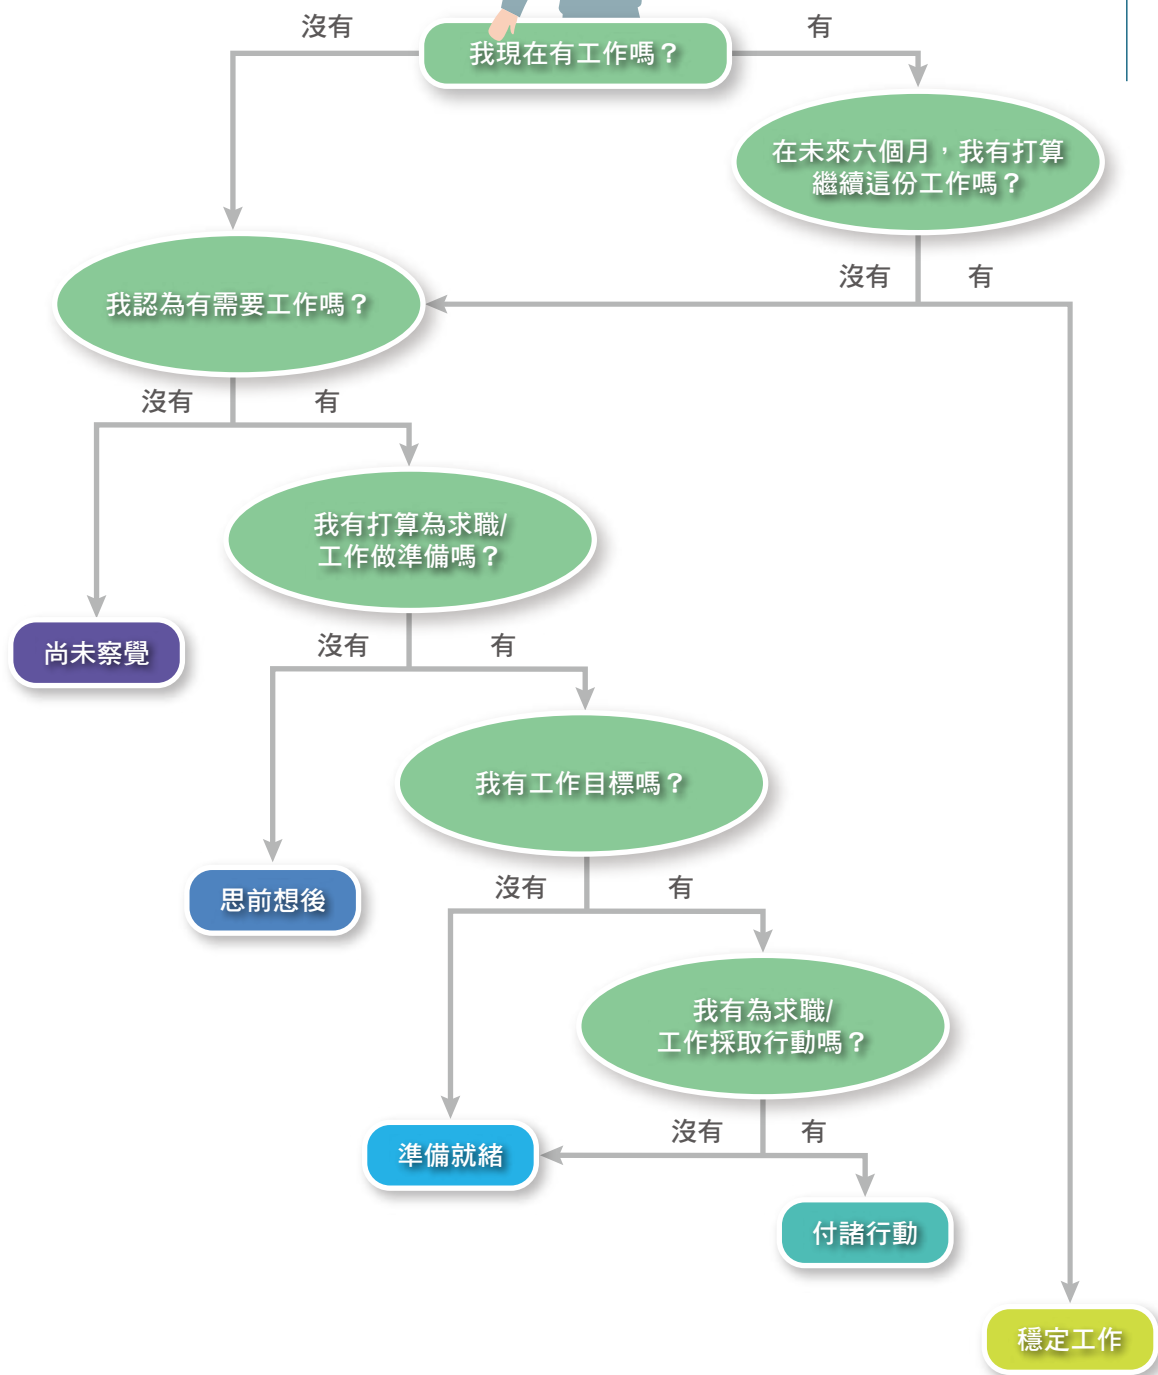 沒有
有
我現在有工作嗎？
在未來六個月，我有打算
繼續這份工作嗎？
沒有
有
我認為有需要工作嗎？
沒有
有
我有打算為求職/
工作做準備嗎？
沒有
有
尚未察覺
我有工作目標嗎？
沒有
有
思前想後
我有為求職/
工作採取行動嗎？
沒有
有
準備就緒
付諸行動
穩定工作